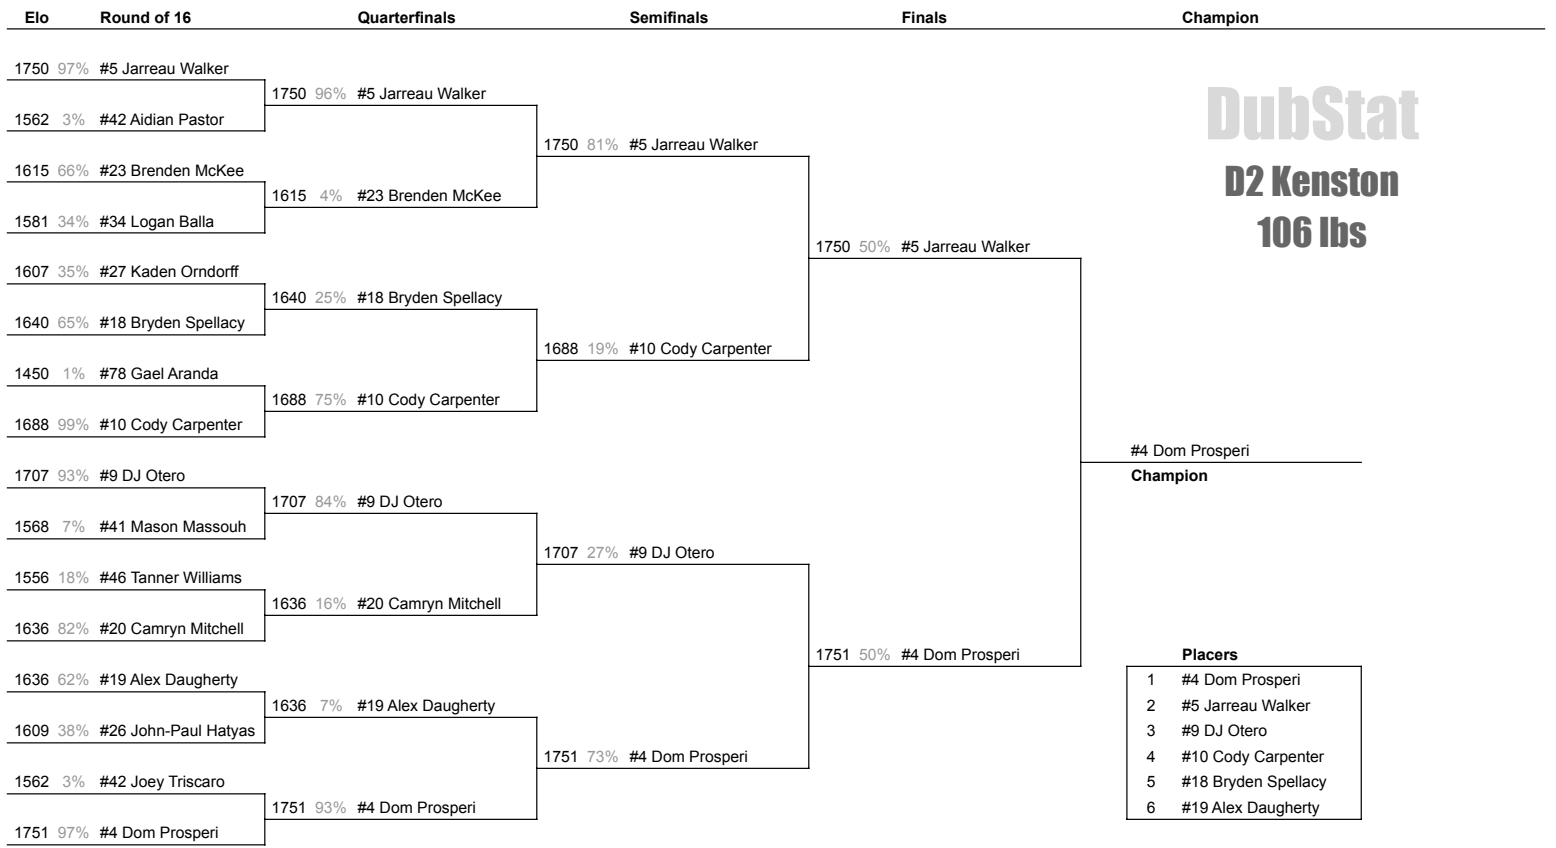 Elo Round of 16 Quarterfinals Semifinals Finals Champion
1750 97% #5 Jarreau Walker
1750 96% #5 Jarreau Walker
1562 3% #42 Aidian Pastor
1750 81% #5 Jarreau Walker
1615 66% #23 Brenden McKee
1615 4% #23 Brenden McKee
1581 34% #34 Logan Balla
1750 50% #5 Jarreau Walker
1607 35% #27 Kaden Orndorff
1640 25% #18 Bryden Spellacy
1640 65% #18 Bryden Spellacy
1688 19% #10 Cody Carpenter
1450 1% #78 Gael Aranda
1688 75% #10 Cody Carpenter
1688 99% #10 Cody Carpenter
#4 Dom Prosperi
Champion
1707 93% #9 DJ Otero
1707 84% #9 DJ Otero
1568 7% #41 Mason Massouh
1707 27% #9 DJ Otero
1556 18% #46 Tanner Williams
1636 16% #20 Camryn Mitchell
1636 82% #20 Camryn Mitchell
1751 50% #4 Dom Prosperi
1636 62% #19 Alex Daugherty
1636 7% #19 Alex Daugherty
1609 38% #26 John-Paul Hatyas
1751 73% #4 Dom Prosperi
1562 3% #42 Joey Triscaro
1751 93% #4 Dom Prosperi
1751 97% #4 Dom Prosperi
DubStat
D2 Kenston
106 lbs
Placers
1 #4 Dom Prosperi
2 #5 Jarreau Walker
3 #9 DJ Otero
4 #10 Cody Carpenter
5 #18 Bryden Spellacy
6 #19 Alex Daugherty